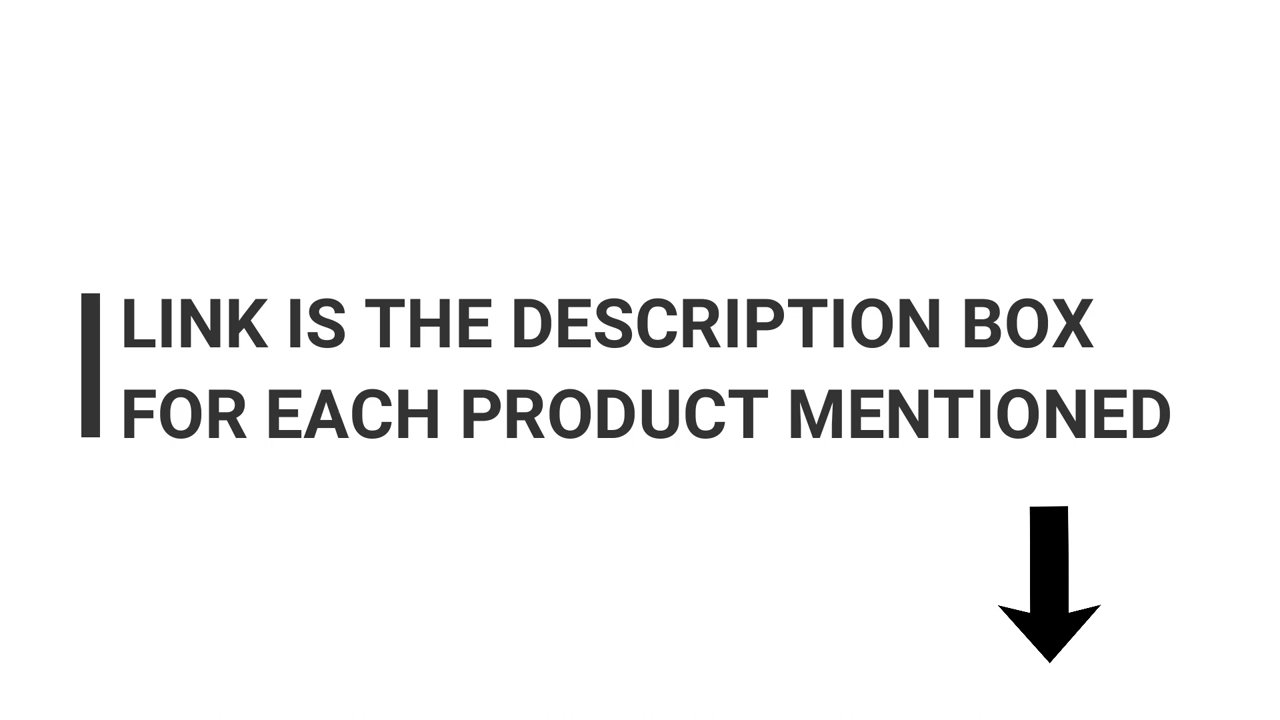 LINK IS THE DESCRIPTION BOX
FOR EACH PRODUCT MENTIONED